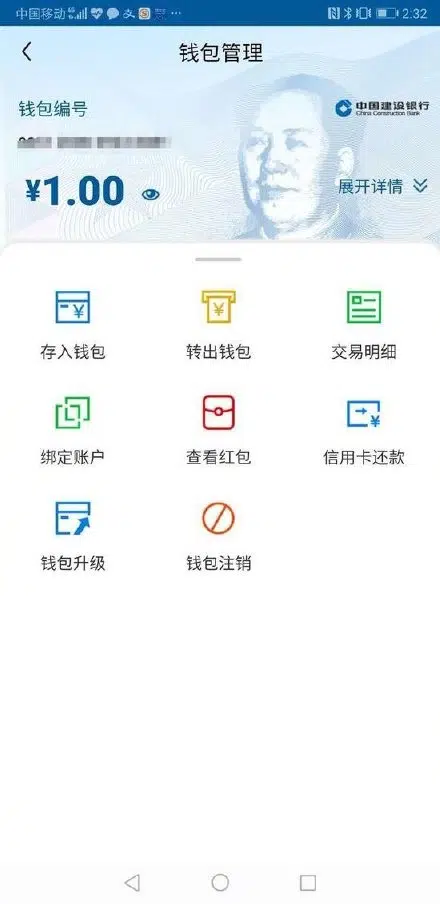 中国移动 2:32
钱包管理
钱包编号
中国建设银行
China Construction Bank
¥1.00
展开详情
存入钱包 转出钱包 交易明细
绑定账户 查看红包 信用卡还款
钱包升级 钱包注销